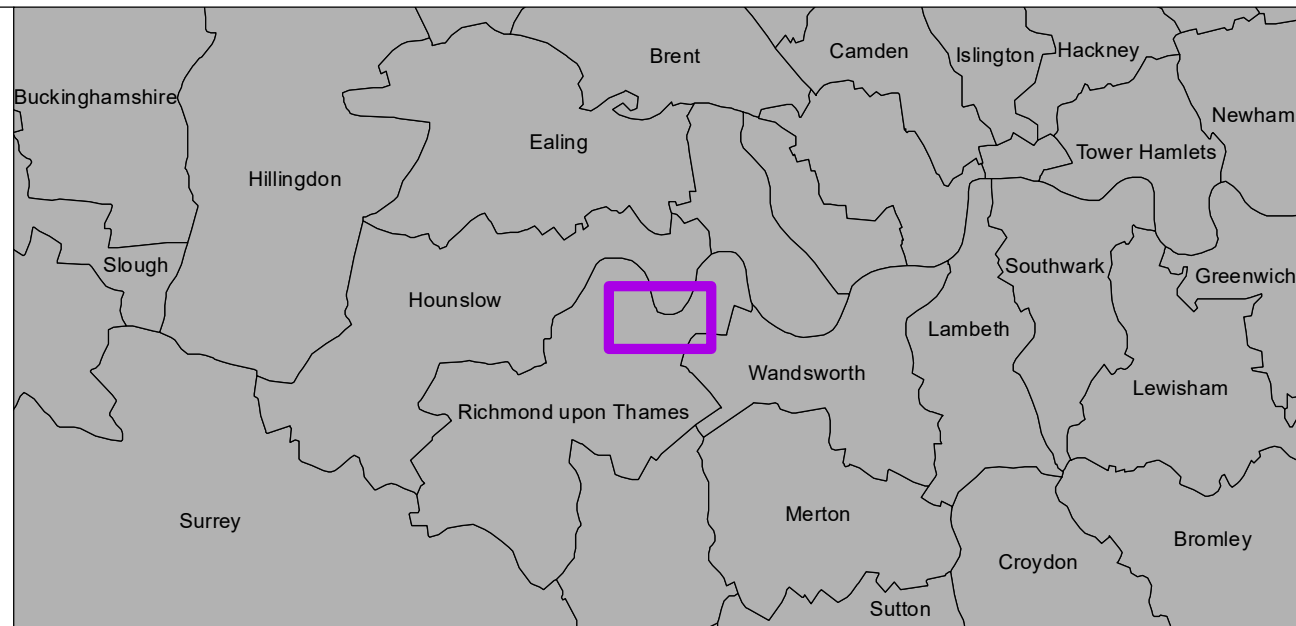 Brent
Camden
Islington
Hackney
Buckinghamshire
Newham
Ealing
Tower Hamlets
Hillingdon
Slough
Southwark
Greenwich
Hounslow
Lambeth
Wandsworth
Lewisham
Richmond upon Thames
Surrey
Merton
Bromley
Croydon
Sutton